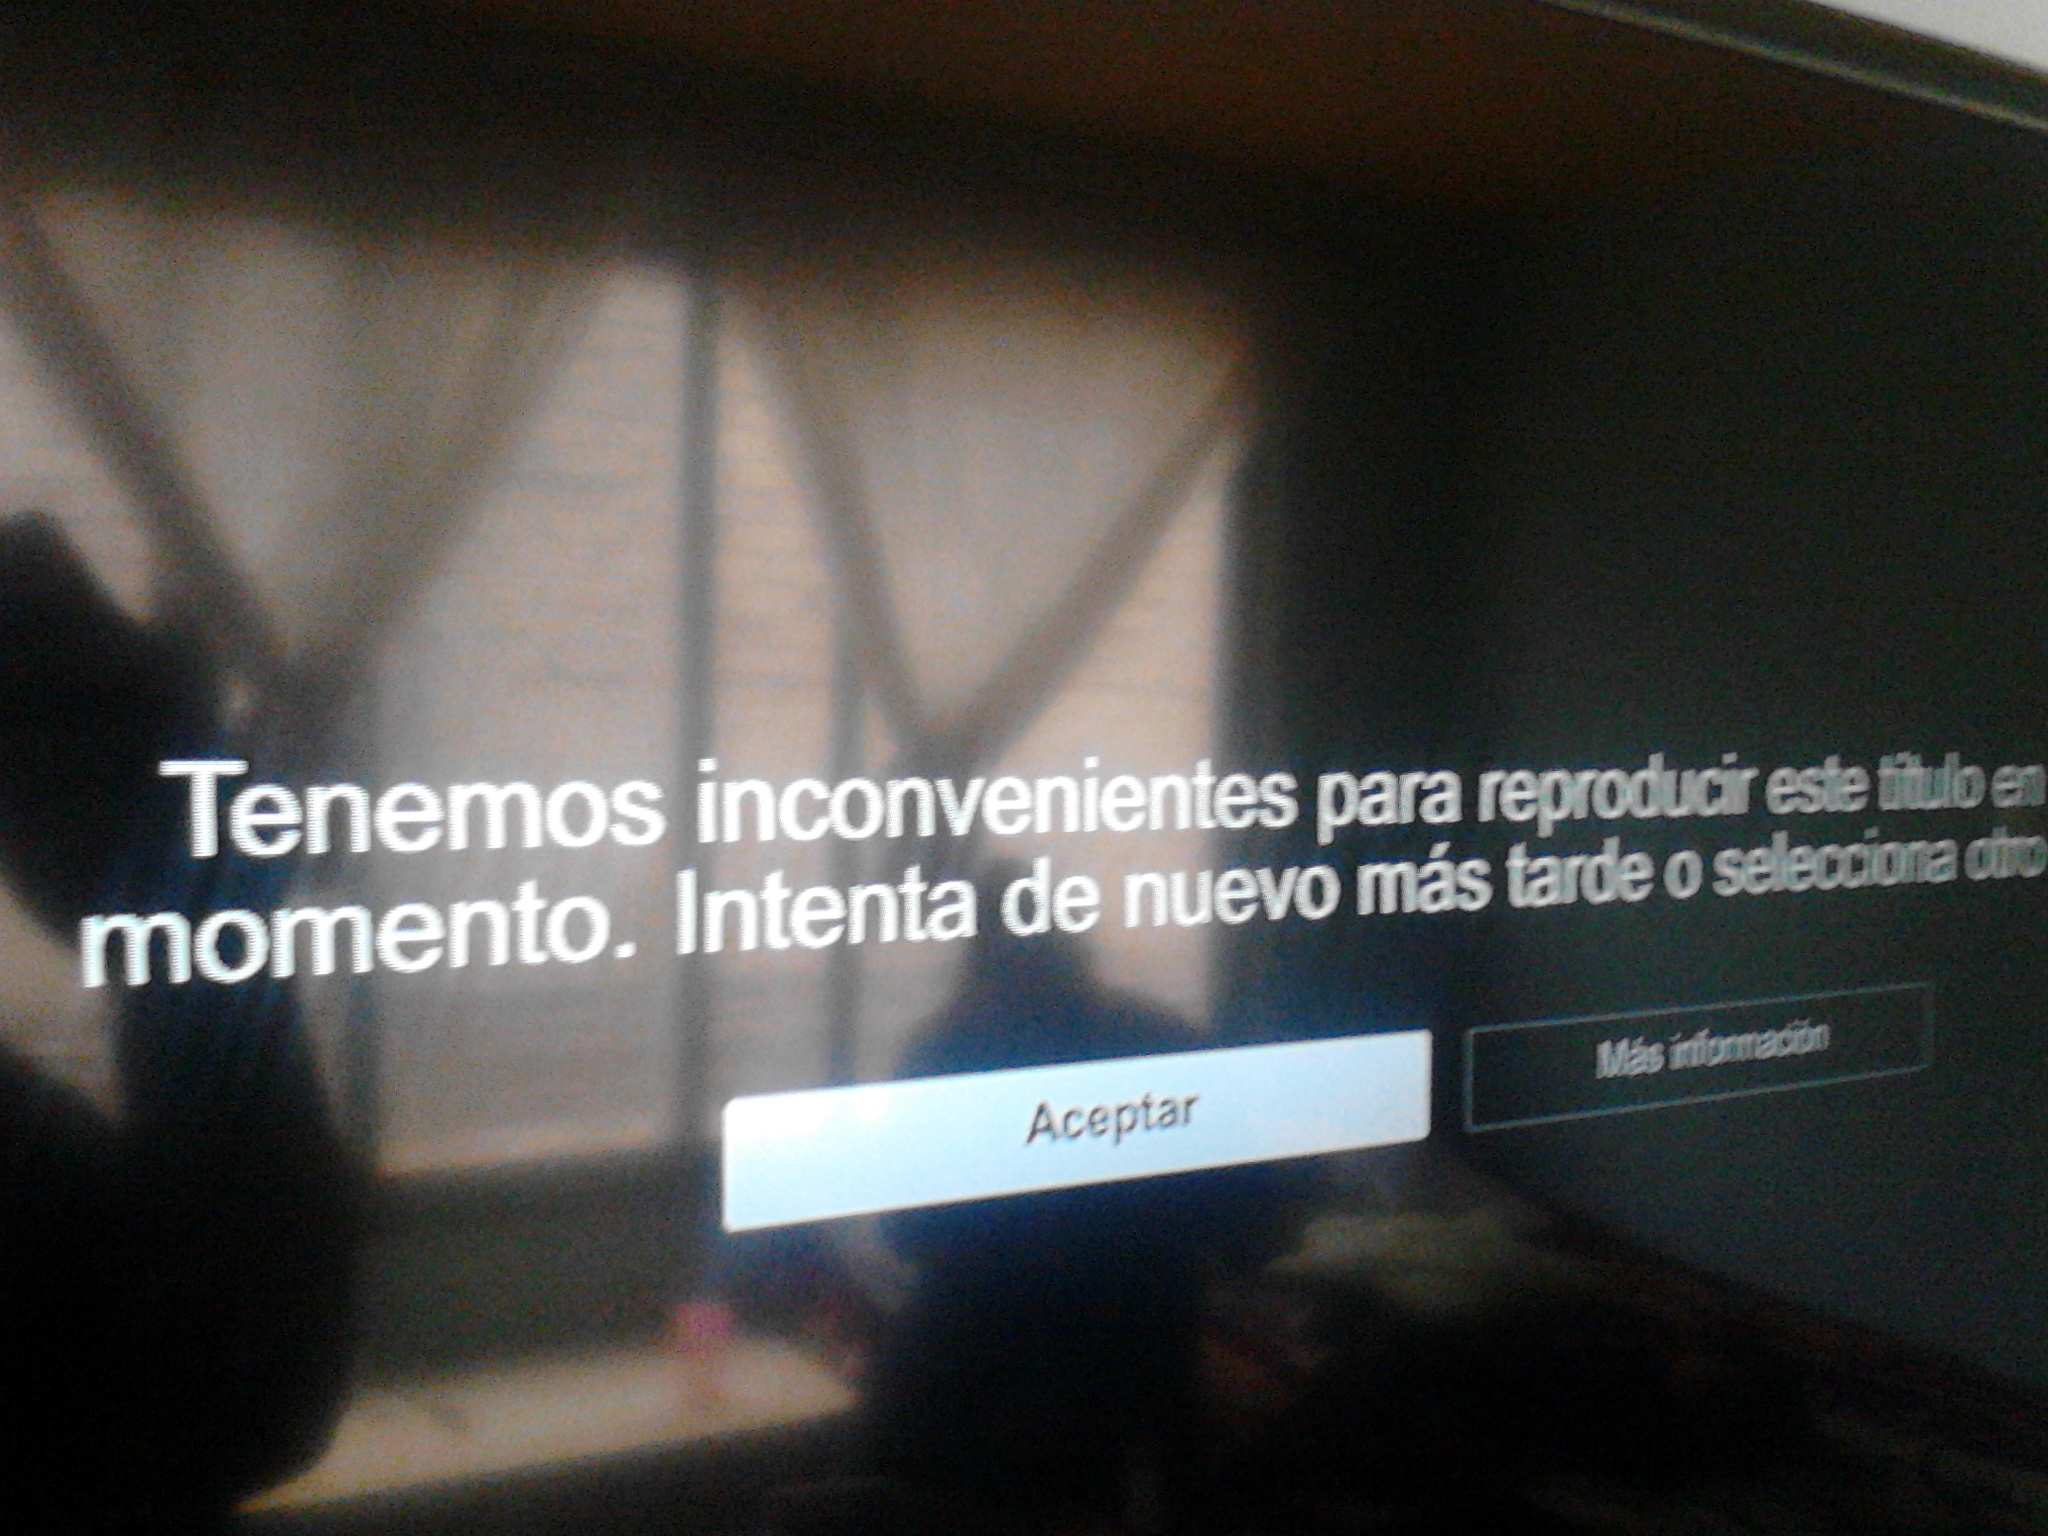 Tenemos inconvenientes para reproducir este título en
momento. Intenta de nuevo más tarde o selecciona otro
Aceptar
Más información